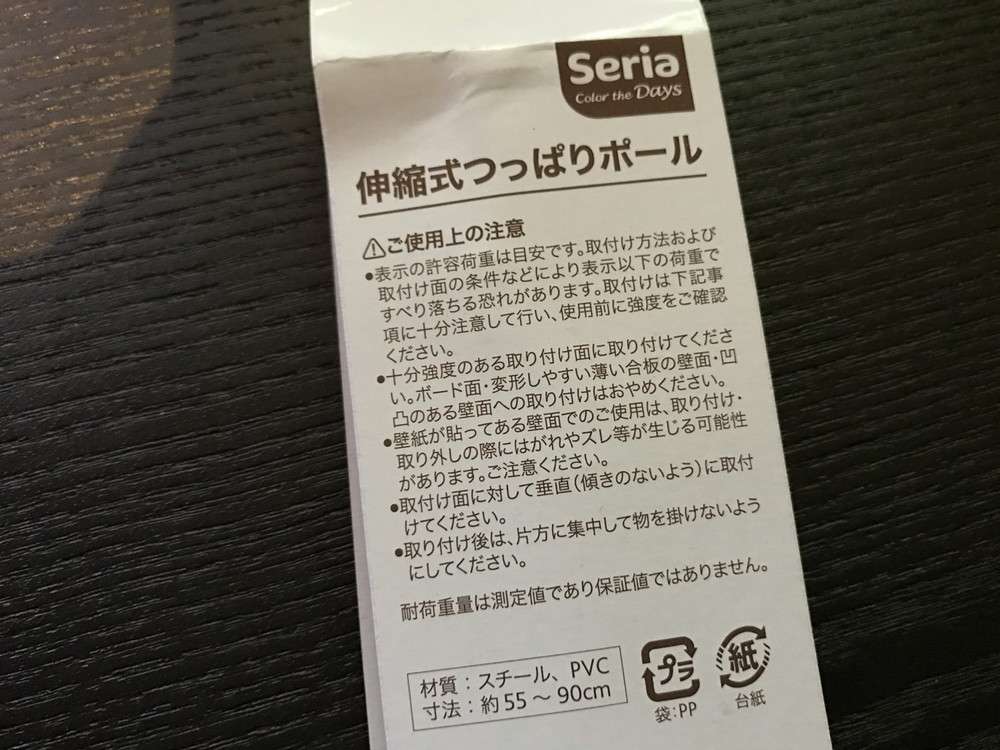 Seria
Color the Days
伸縮式つっぱりポール
⚠ご使用上の注意
●表示の許容荷重は目安です。取付け方法および
取付け面の条件などにより表示以下の荷重で
すべり落ちる恐れがあります。取付けは下記事
項に十分注意して行い、使用前に強度をご確認
ください。
●十分強度のある取り付け面に取り付けてくださ
い。ボード面・変形しやすい薄い合板の壁面・凹
凸のある壁面への取り付けはおやめください。
●壁紙が貼ってある壁面でのご使用は、取り付け・
取り外しの際にはがれやズレ等が生じる可能性
があります。ご注意ください。
●取付け面に対して垂直(傾きのないよう)に取付
けてください。
●取り付け後は、片方に集中して物を掛けないよう
にしてください。
耐荷重量は測定値であり保証値ではありません。
材質：スチール、PVC
寸法：約55～90cm
プラ
袋:PP
紙
台紙